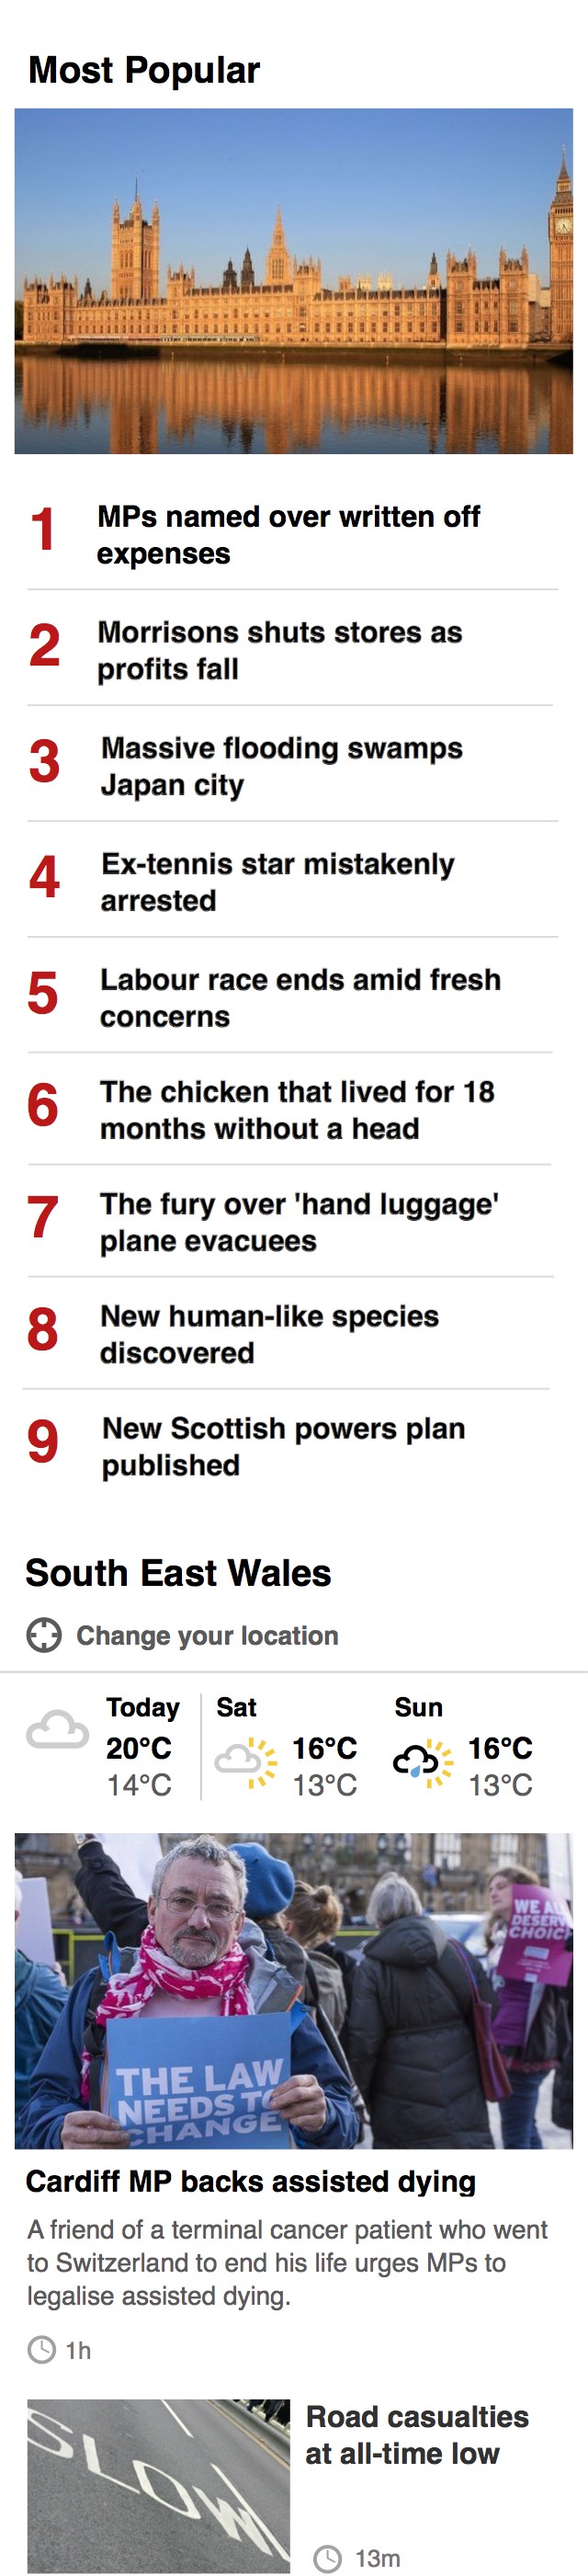 Most Popular
1
MPs named over written off
expenses
2
Morrisons shuts stores as
profits fall
3
Massive flooding swamps
Japan city
4
Ex-tennis star mistakenly
arrested
5
Labour race ends amid fresh
concerns
6
The chicken that lived for 18
months without a head
7
The fury over 'hand luggage'
plane evacuees
8
New human-like species
discovered
9
New Scottish powers plan
published
South East Wales
Change your location
Today Sat Sun
20°C 16°C 16°C
14°C 13°C 13°C
WE ALL
DESERV
CHOIC
THE LAW
NEEDS TO
CHANGE
Cardiff MP backs assisted dying
A friend of a terminal cancer patient who went
to Switzerland to end his life urges MPs to
legalise assisted dying.
1h
SLOW
Road casualties
at all-time low
13m